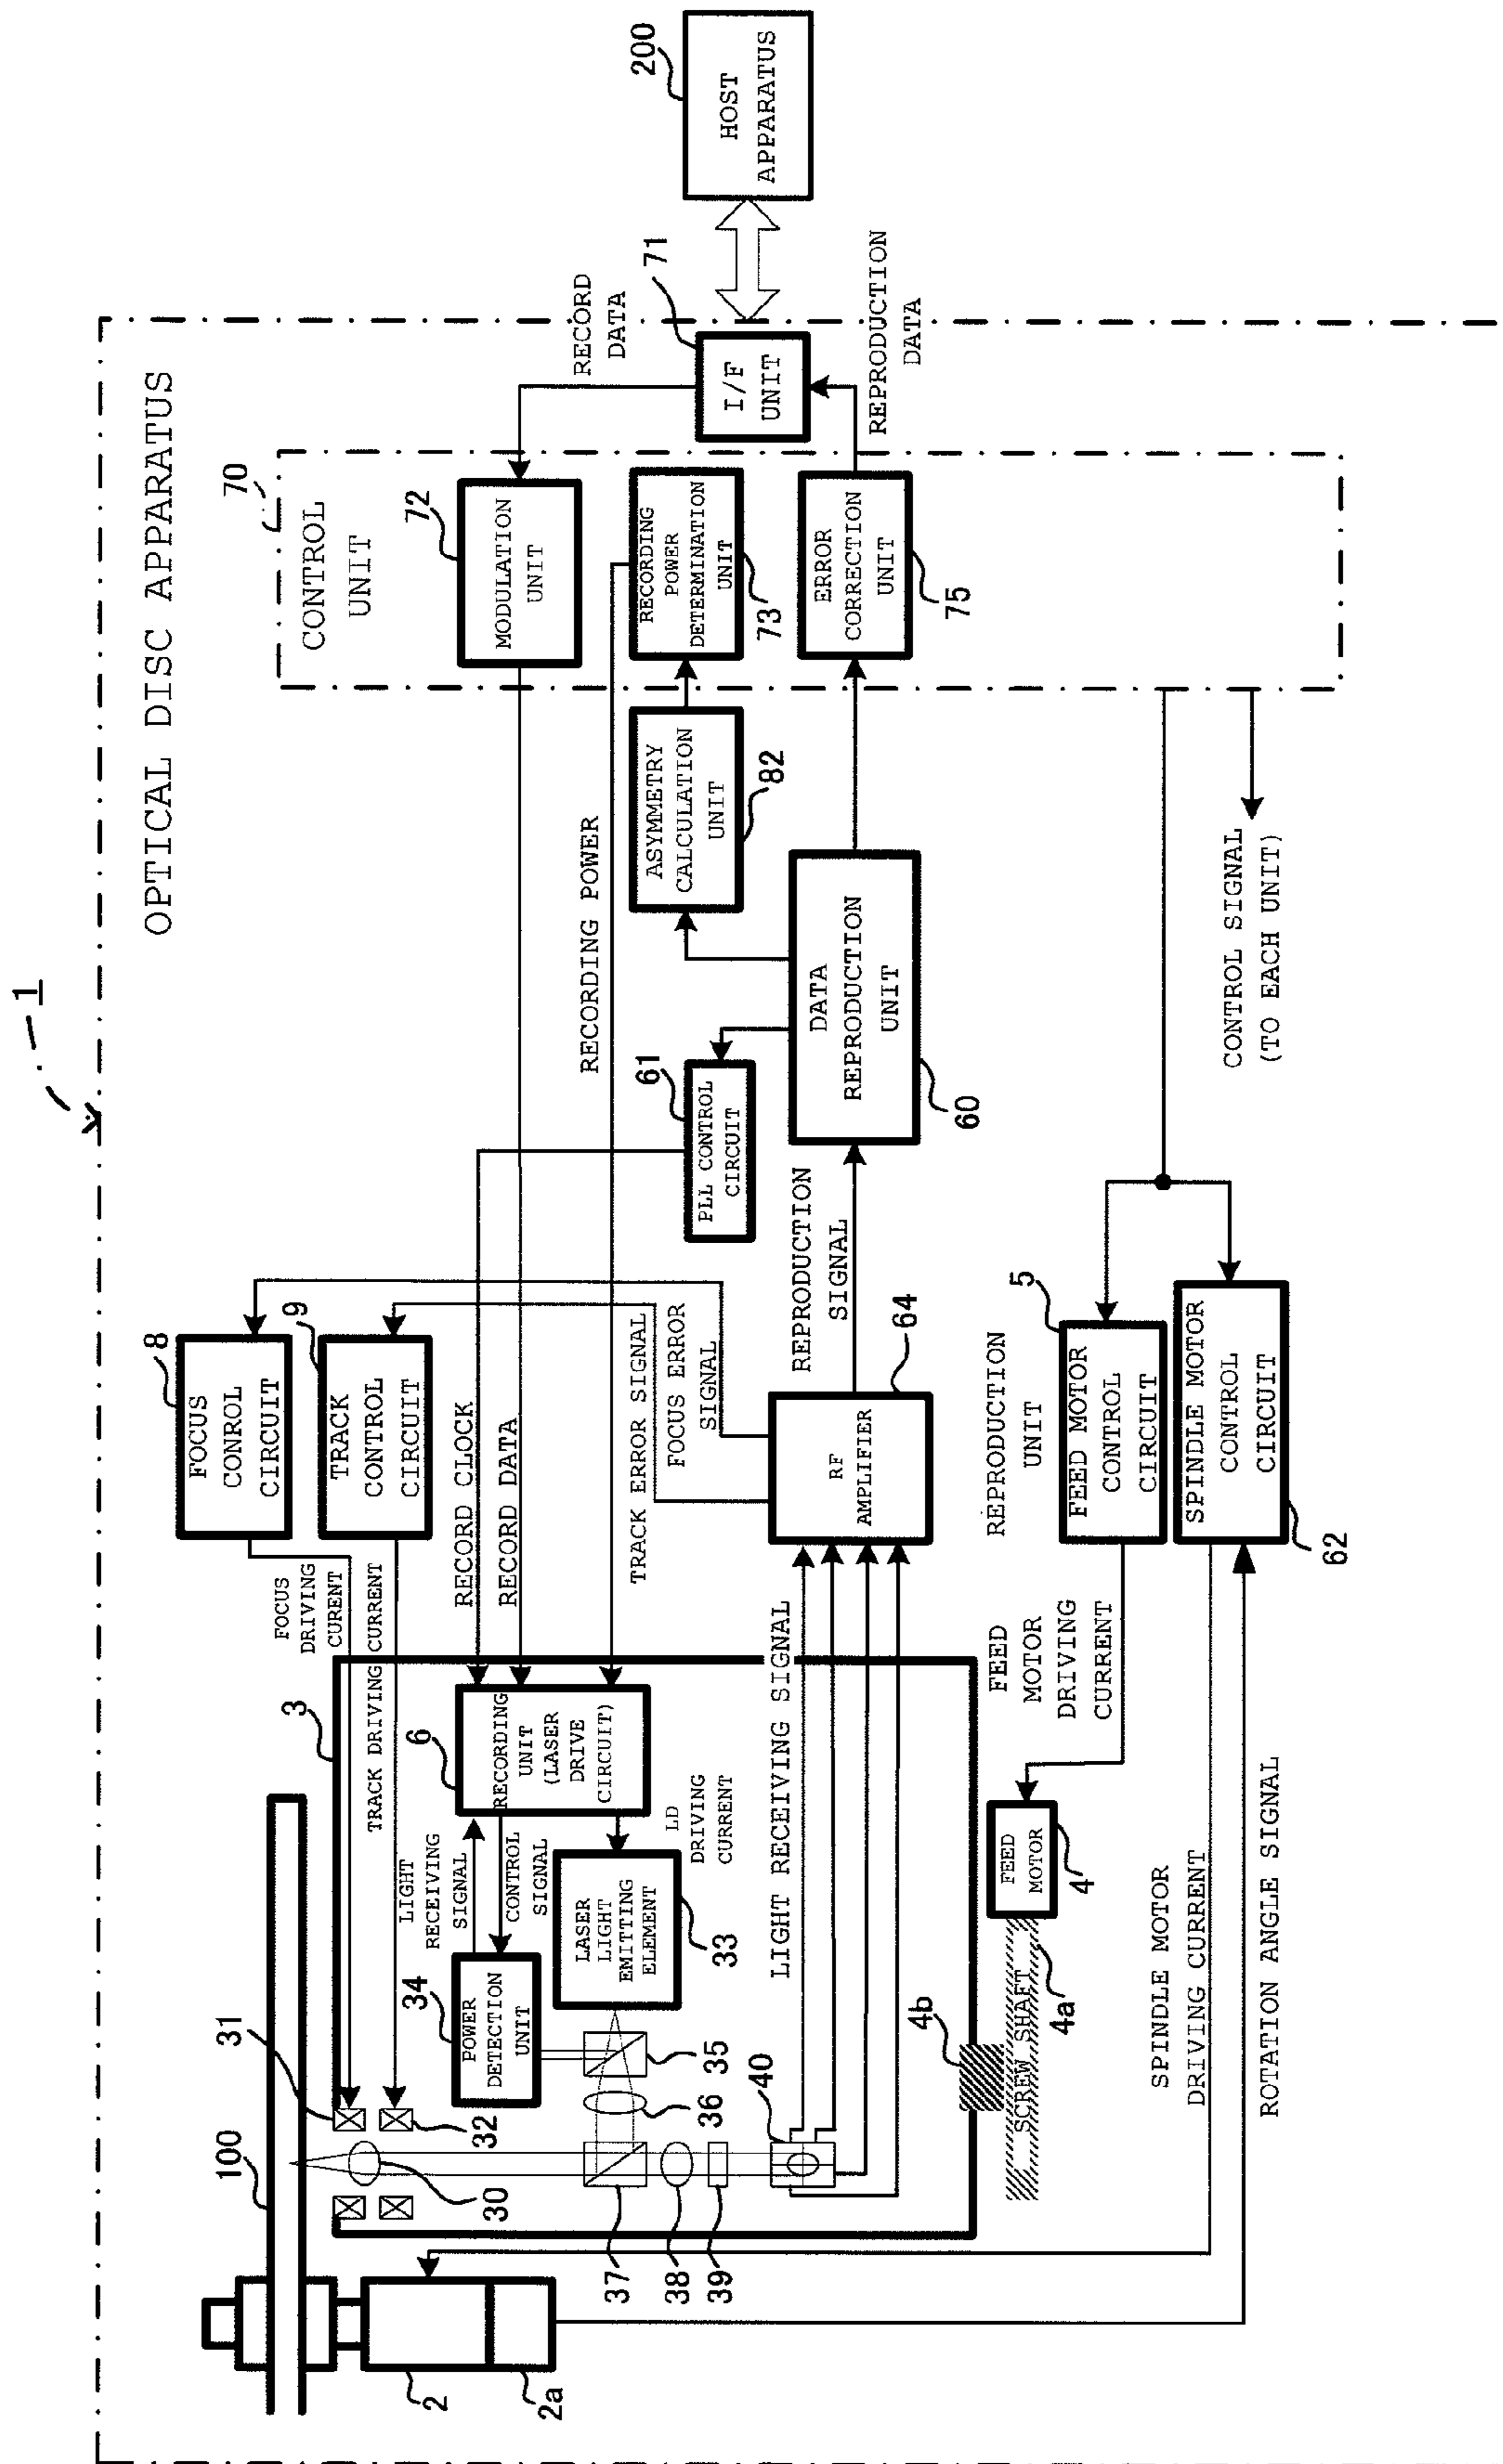 1
OPTICAL DISC APPARATUS
8
FOCUS
CONROL
CIRCUIT
9
TRACK
CONTROL
CIRCUIT
FOCUS
DRIVING
CURENT
TRACK DRIVING CURRENT
70
CONTROL
UNIT
72
MODULATION
UNIT
RECORD
DATA
71
I/F
UNIT
200
HOST
APPARATUS
REPRODUCTION
DATA
RECORDING
POWER
DETERMINATION
UNIT
73
ERROR
CORRECTION
UNIT
75
ASYMMETRY
CALCULATION
UNIT
82
RECORDING POWER
61
PLL CONTROL
CIRCUIT
DATA
REPRODUCTION
UNIT
60
RECORD CLOCK
RECORD DATA
TRACK ERROR SIGNAL
FOCUS ERROR
SIGNAL
REPRODUCTION
SIGNAL
64
RF
AMPLIFIER
100
31
32
30
3
6
RECORDING
UNIT
(LASER
DRIVE
CIRCUIT)
LIGHT
RECEIVING
SIGNAL
CONTROL
SIGNAL
LD
DRIVING
CURRENT
34
POWER
DETECTION
UNIT
LASER
LIGHT
EMITTING
ELEMENT
33
35
36
37
38
39
40
LIGHT RECEIVING SIGNAL
2
2a
4b
SCREW SHAFT
4a
FEED
MOTOR
4
FEED
MOTOR
DRIVING
CURRENT
REPRODUCTION
UNIT
5
FEED MOTOR
CONTROL
CIRCUIT
SPINDLE MOTOR
CONTROL
CIRCUIT
62
SPINDLE MOTOR
DRIVING CURRENT
ROTATION ANGLE SIGNAL
CONTROL SIGNAL
(TO EACH UNIT)